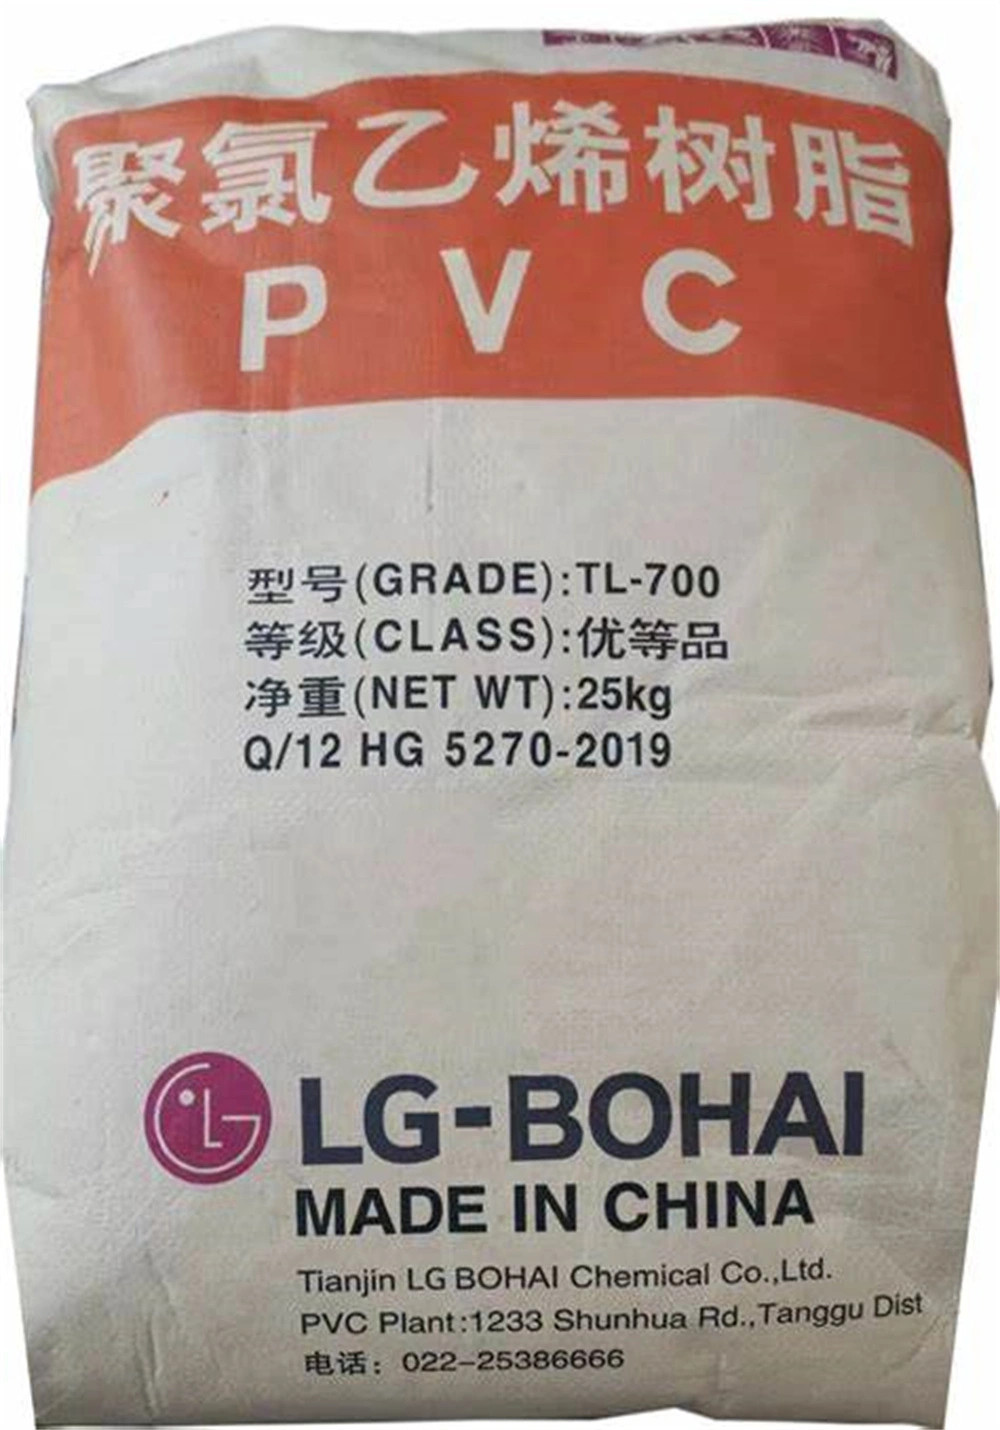 聚氯乙烯树脂
PVC
型号(GRADE):TL-700
等级(CLASS):优等品
净重(NET WT):25kg
Q/12 HG 5270-2019
LG-BOHAI
MADE IN CHINA
Tianjin LG BOHAI Chemical Co.,Ltd.
PVC Plant:1233 Shunhua Rd.,Tanggu Dist
电话：022-25386666